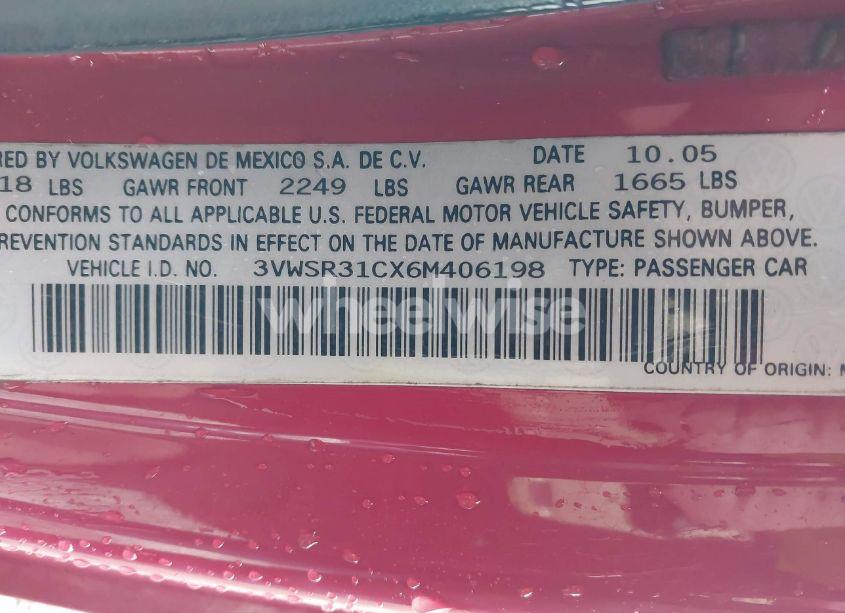 RED BY VOLKSWAGEN DE MEXICO S.A. DE C.V. DATE 10.05
18 LBS GAWR FRONT 2249 LBS GAWR REAR 1665 LBS
CONFORMS TO ALL APPLICABLE U.S. FEDERAL MOTOR VEHICLE SAFETY, BUMPER,
REVENTION STANDARDS IN EFFECT ON THE DATE OF MANUFACTURE SHOWN ABOVE.
VEHICLE I.D. NO. 3VWSR31CX6M406198 TYPE: PASSENGER CAR
wheelwise
COUNTRY OF ORIGIN: M